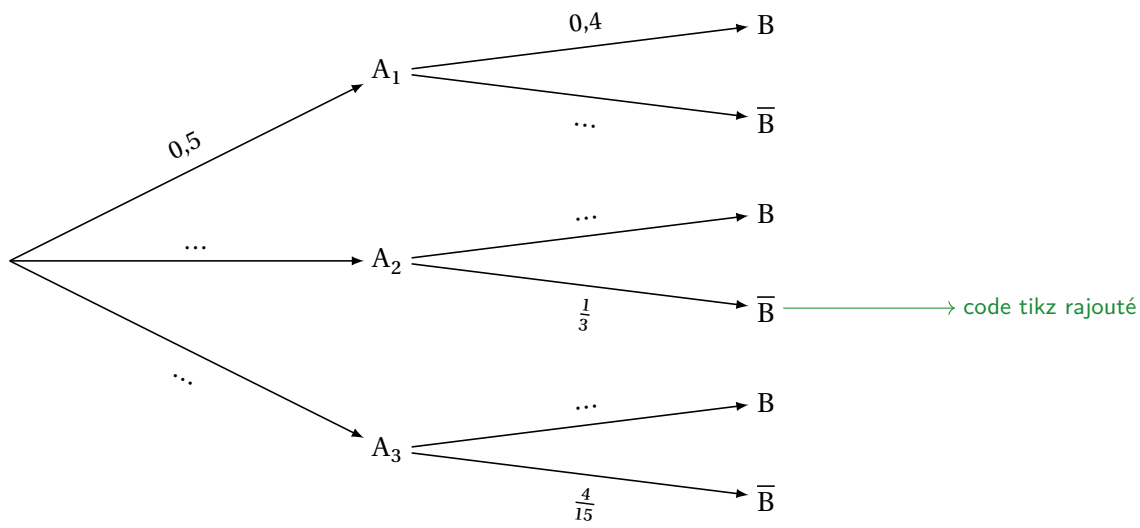 0,4
B
A₁
...
B̅
0,5
...
B
...
A₂
1/3
B̅
code tikz rajouté
...
...
B
A₃
4/15
B̅